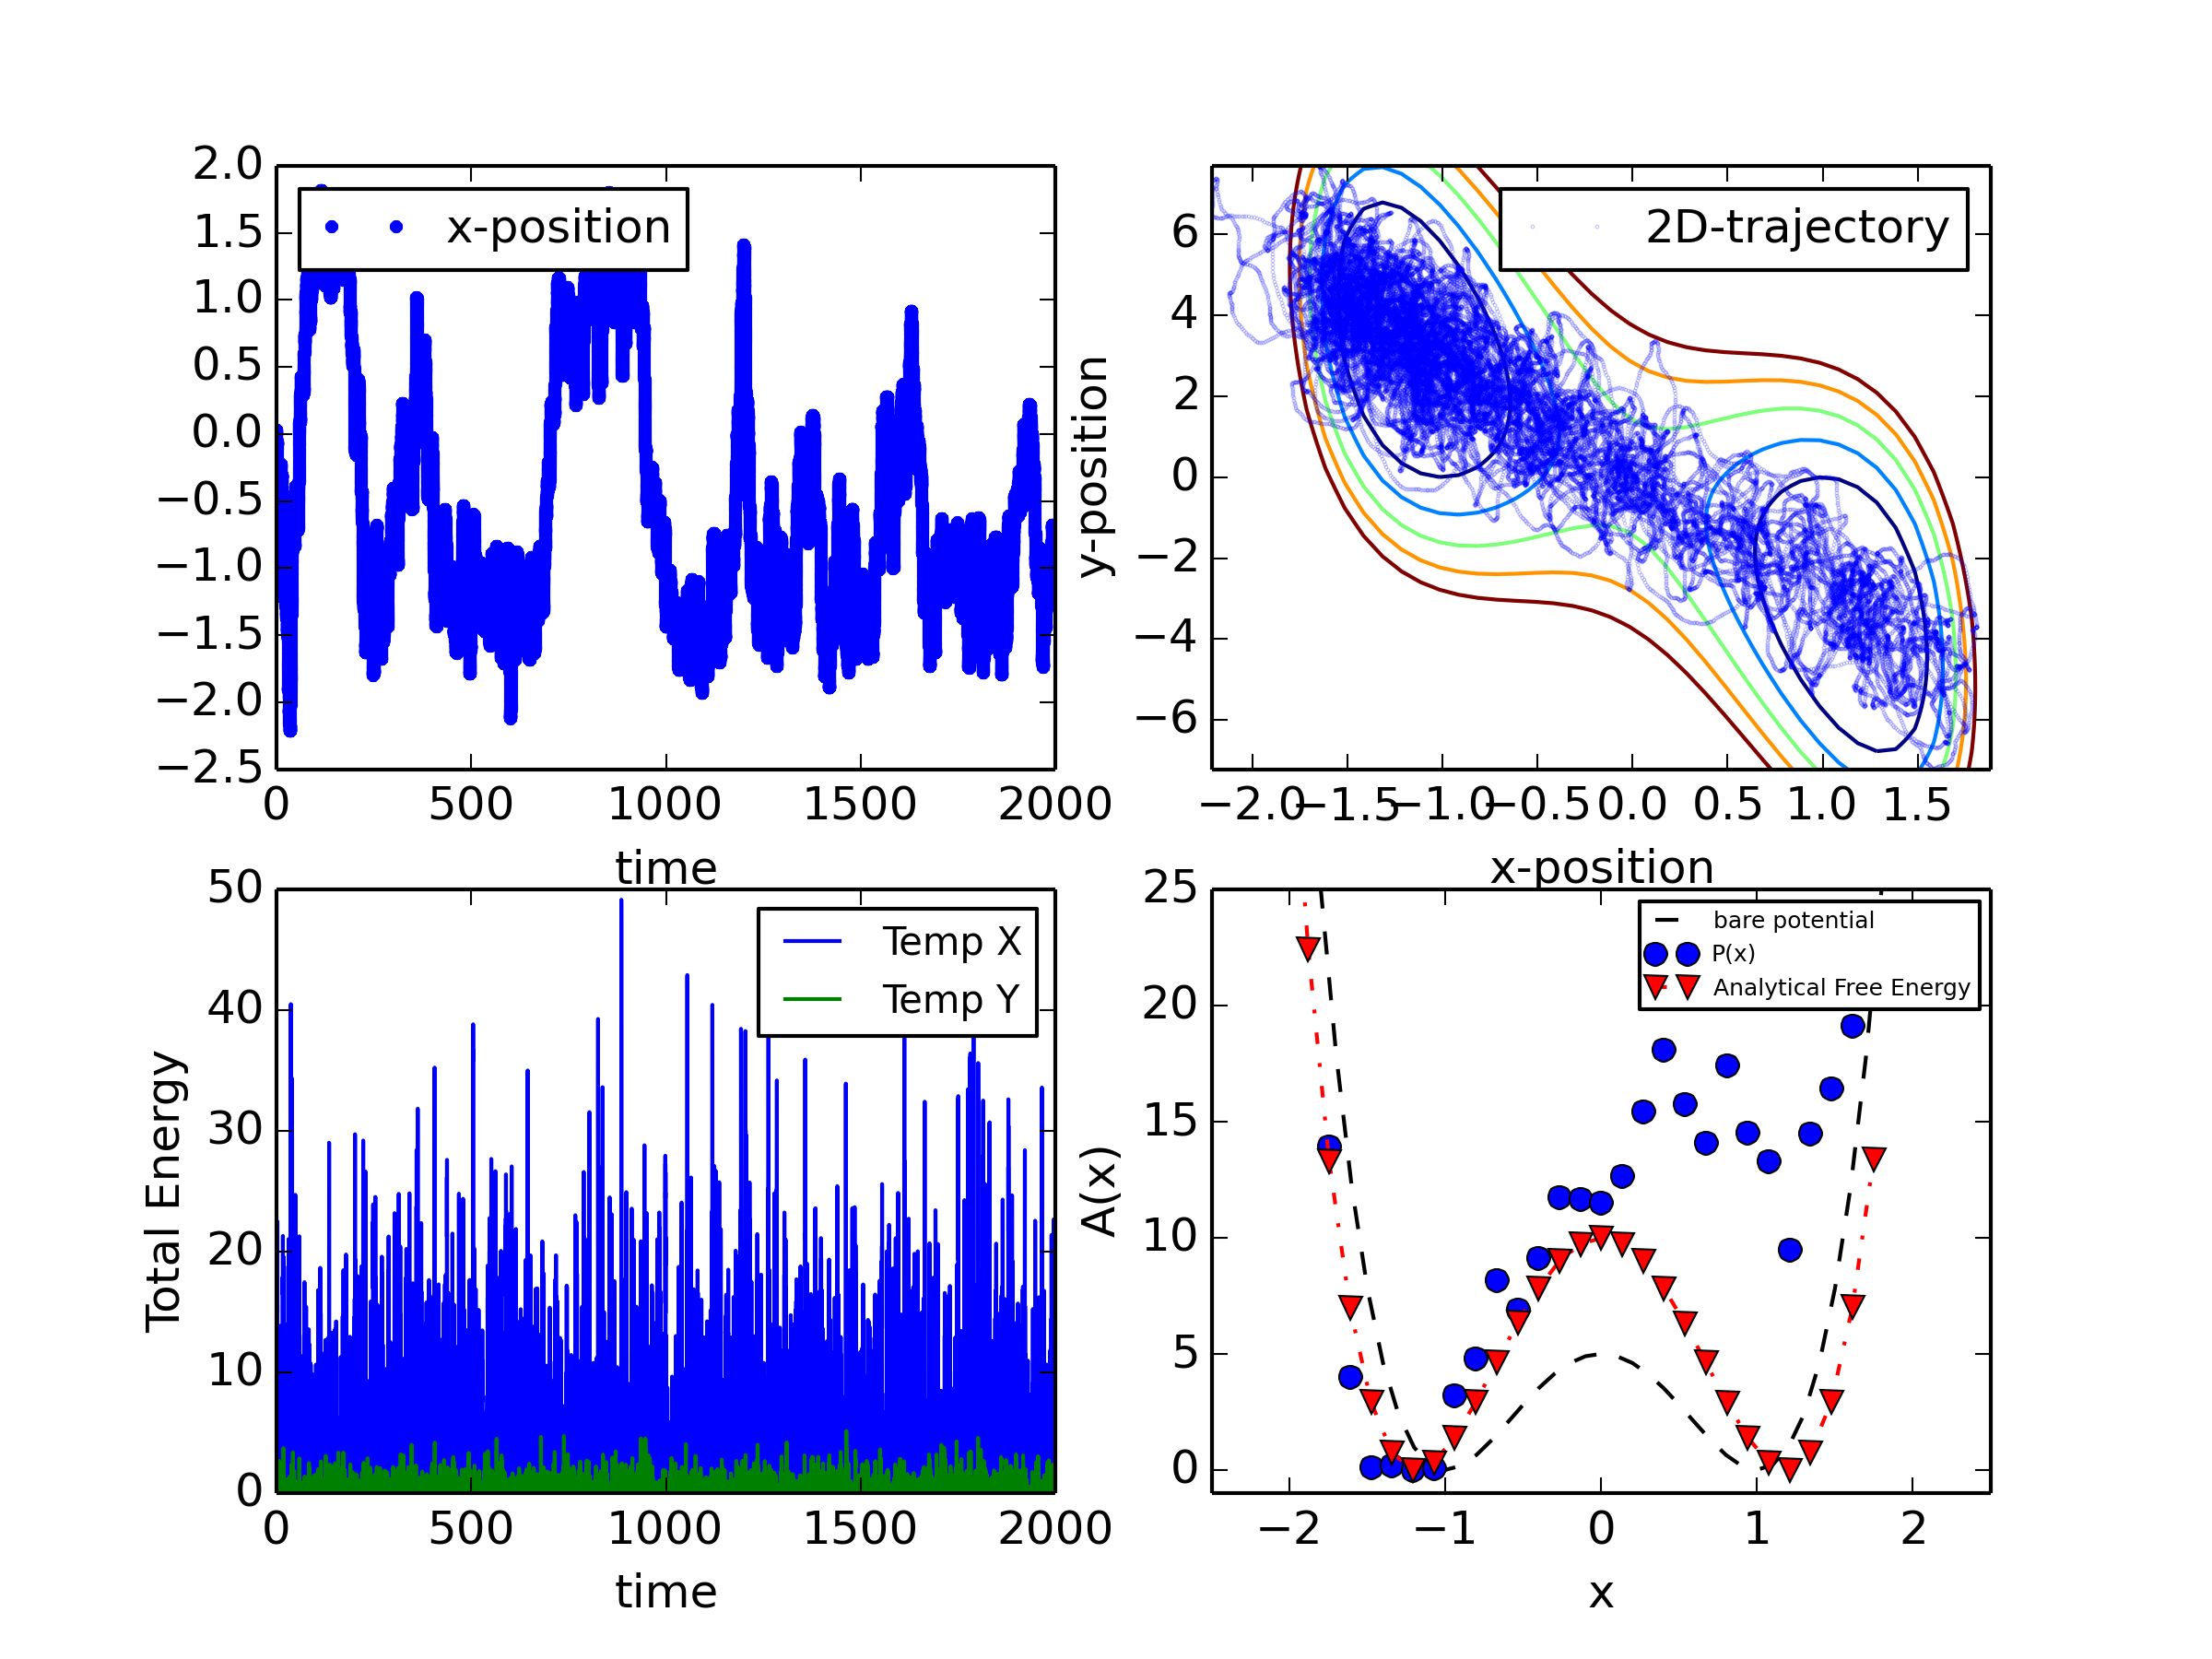 2.0
1.5
1.0
0.5
0.0
−0.5
−1.0
−1.5
−2.0
−2.5
x-position
0 500 1000 1500 2000
time
y-position
6
4
2
0
−2
−4
−6
2D-trajectory
−2.0 −1.5 −1.0 −0.5 0.0 0.5 1.0 1.5
x-position
Total Energy
50
40
30
20
10
0
Temp X
Temp Y
0 500 1000 1500 2000
time
A(x)
25
20
15
10
5
0
bare potential
P(x)
Analytical Free Energy
−2 −1 0 1 2
x